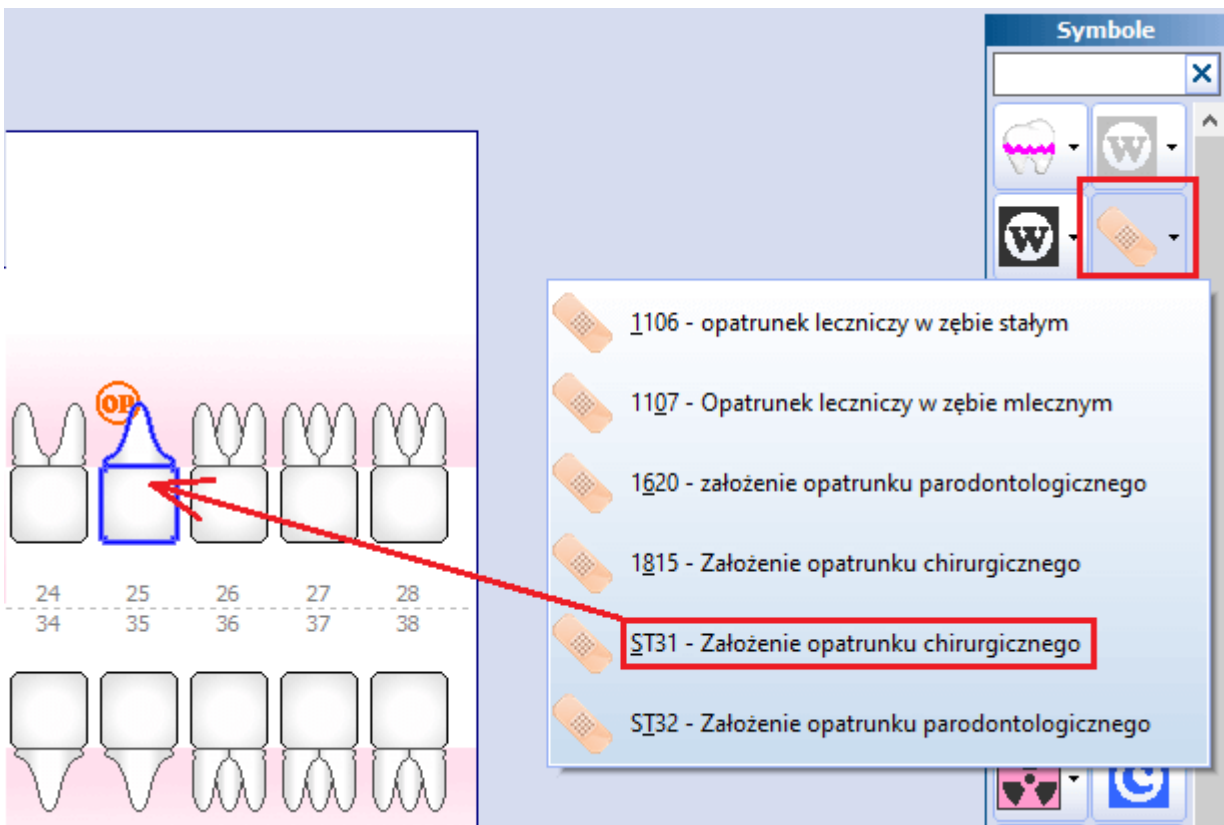 Symbole
W
W
1106 - opatrunek leczniczy w zębie stałym
1107 - Opatrunek leczniczy w zębie mlecznym
1620 - założenie opatrunku parodontologicznego
1815 - Założenie opatrunku chirurgicznego
ST31 - Założenie opatrunku chirurgicznego
ST32 - Założenie opatrunku parodontologicznego
OP
24 25 26 27 28
34 35 36 37 38
C